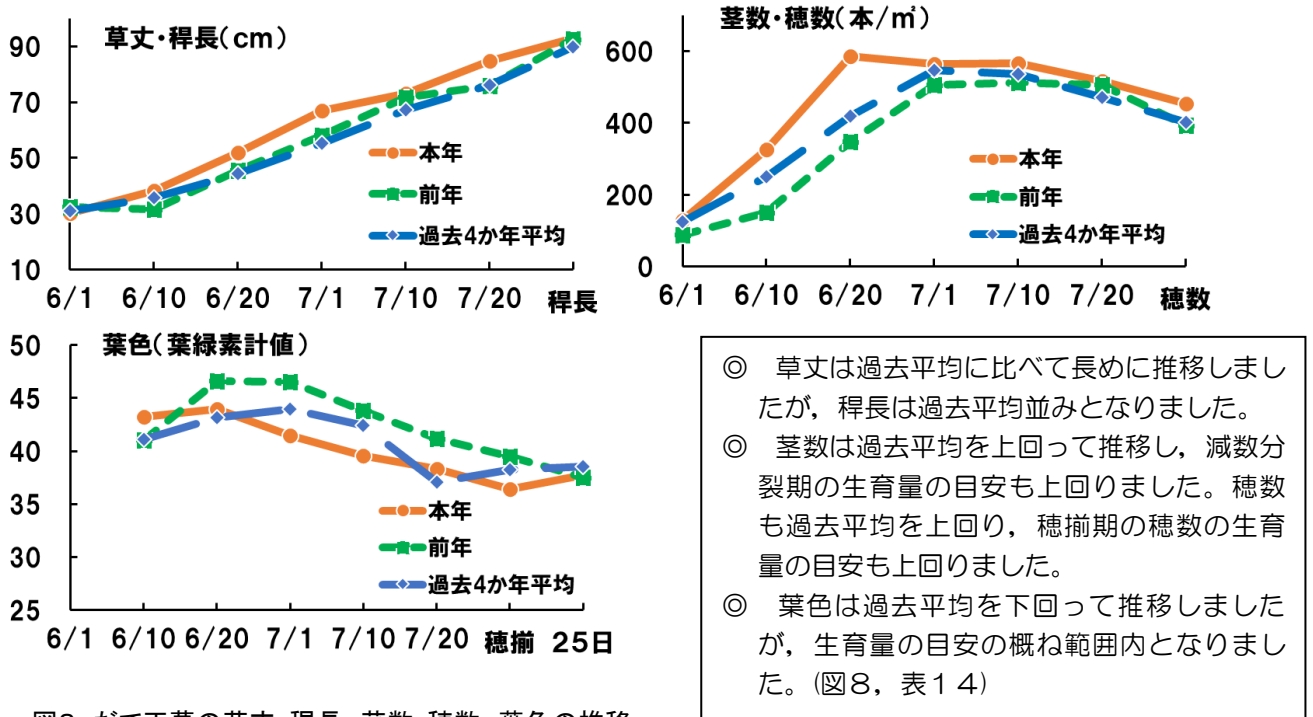 草丈・稈長(cm)
90
70
50
30
10
本年
前年
過去4か年平均
6/1 6/10 6/20 7/1 7/10 7/20 稈長
茎数・穂数(本/㎡)
600
400
200
0
本年
前年
過去4か年平均
6/1 6/10 6/20 7/1 7/10 7/20 穂数
葉色(葉緑素計値)
50
45
40
35
30
25
本年
前年
過去4か年平均
6/1 6/10 6/20 7/1 7/10 7/20 穂揃 25日
◎ 草丈は過去平均に比べて長めに推移しまし
たが，稈長は過去平均並みとなりました。
◎ 茎数は過去平均を上回って推移し，減数分
裂期の生育量の目安も上回りました。穂数
も過去平均を上回り，穂揃期の穂数の生育
量の目安も上回りました。
◎ 葉色は過去平均を下回って推移しました
が，生育量の目安の概ね範囲内となりまし
た。(図８，表１４)